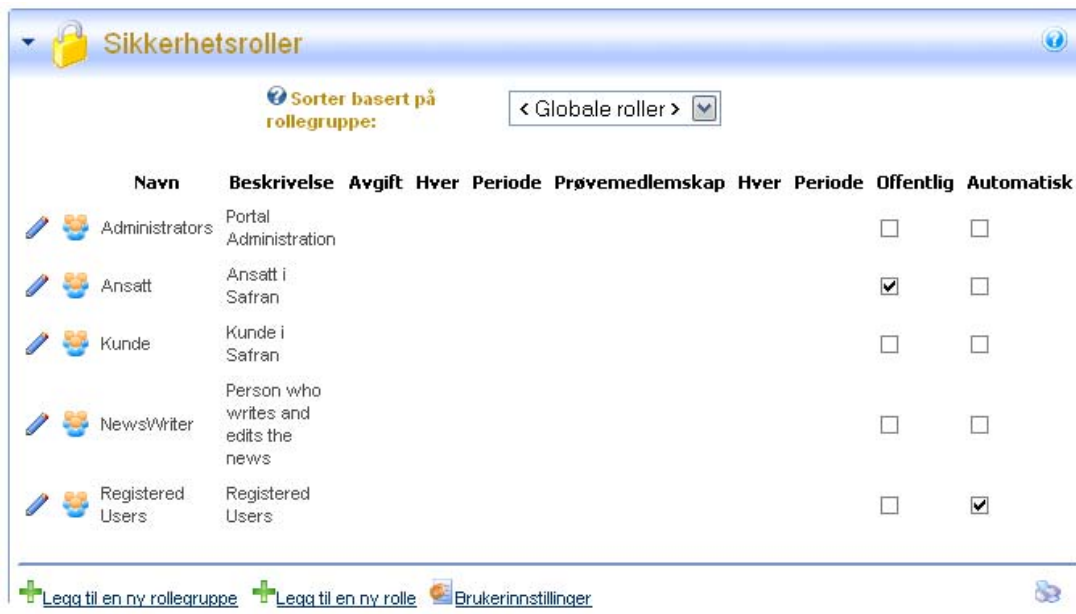 Sikkerhetsroller
Sorter basert på
rollegruppe:
< Globale roller >
Navn Beskrivelse Avgift Hver Periode Prøvemedlemskap Hver Periode Offentlig Automatisk
Administrators
Portal
Administration
Ansatt
Ansatt i
Safran
Kunde
Kunde i
Safran
NewsWriter
Person who
writes and
edits the
news
Registered
Users
Registered
Users
Legg til en ny rollegruppe Legg til en ny rolle Brukerinnstillinger